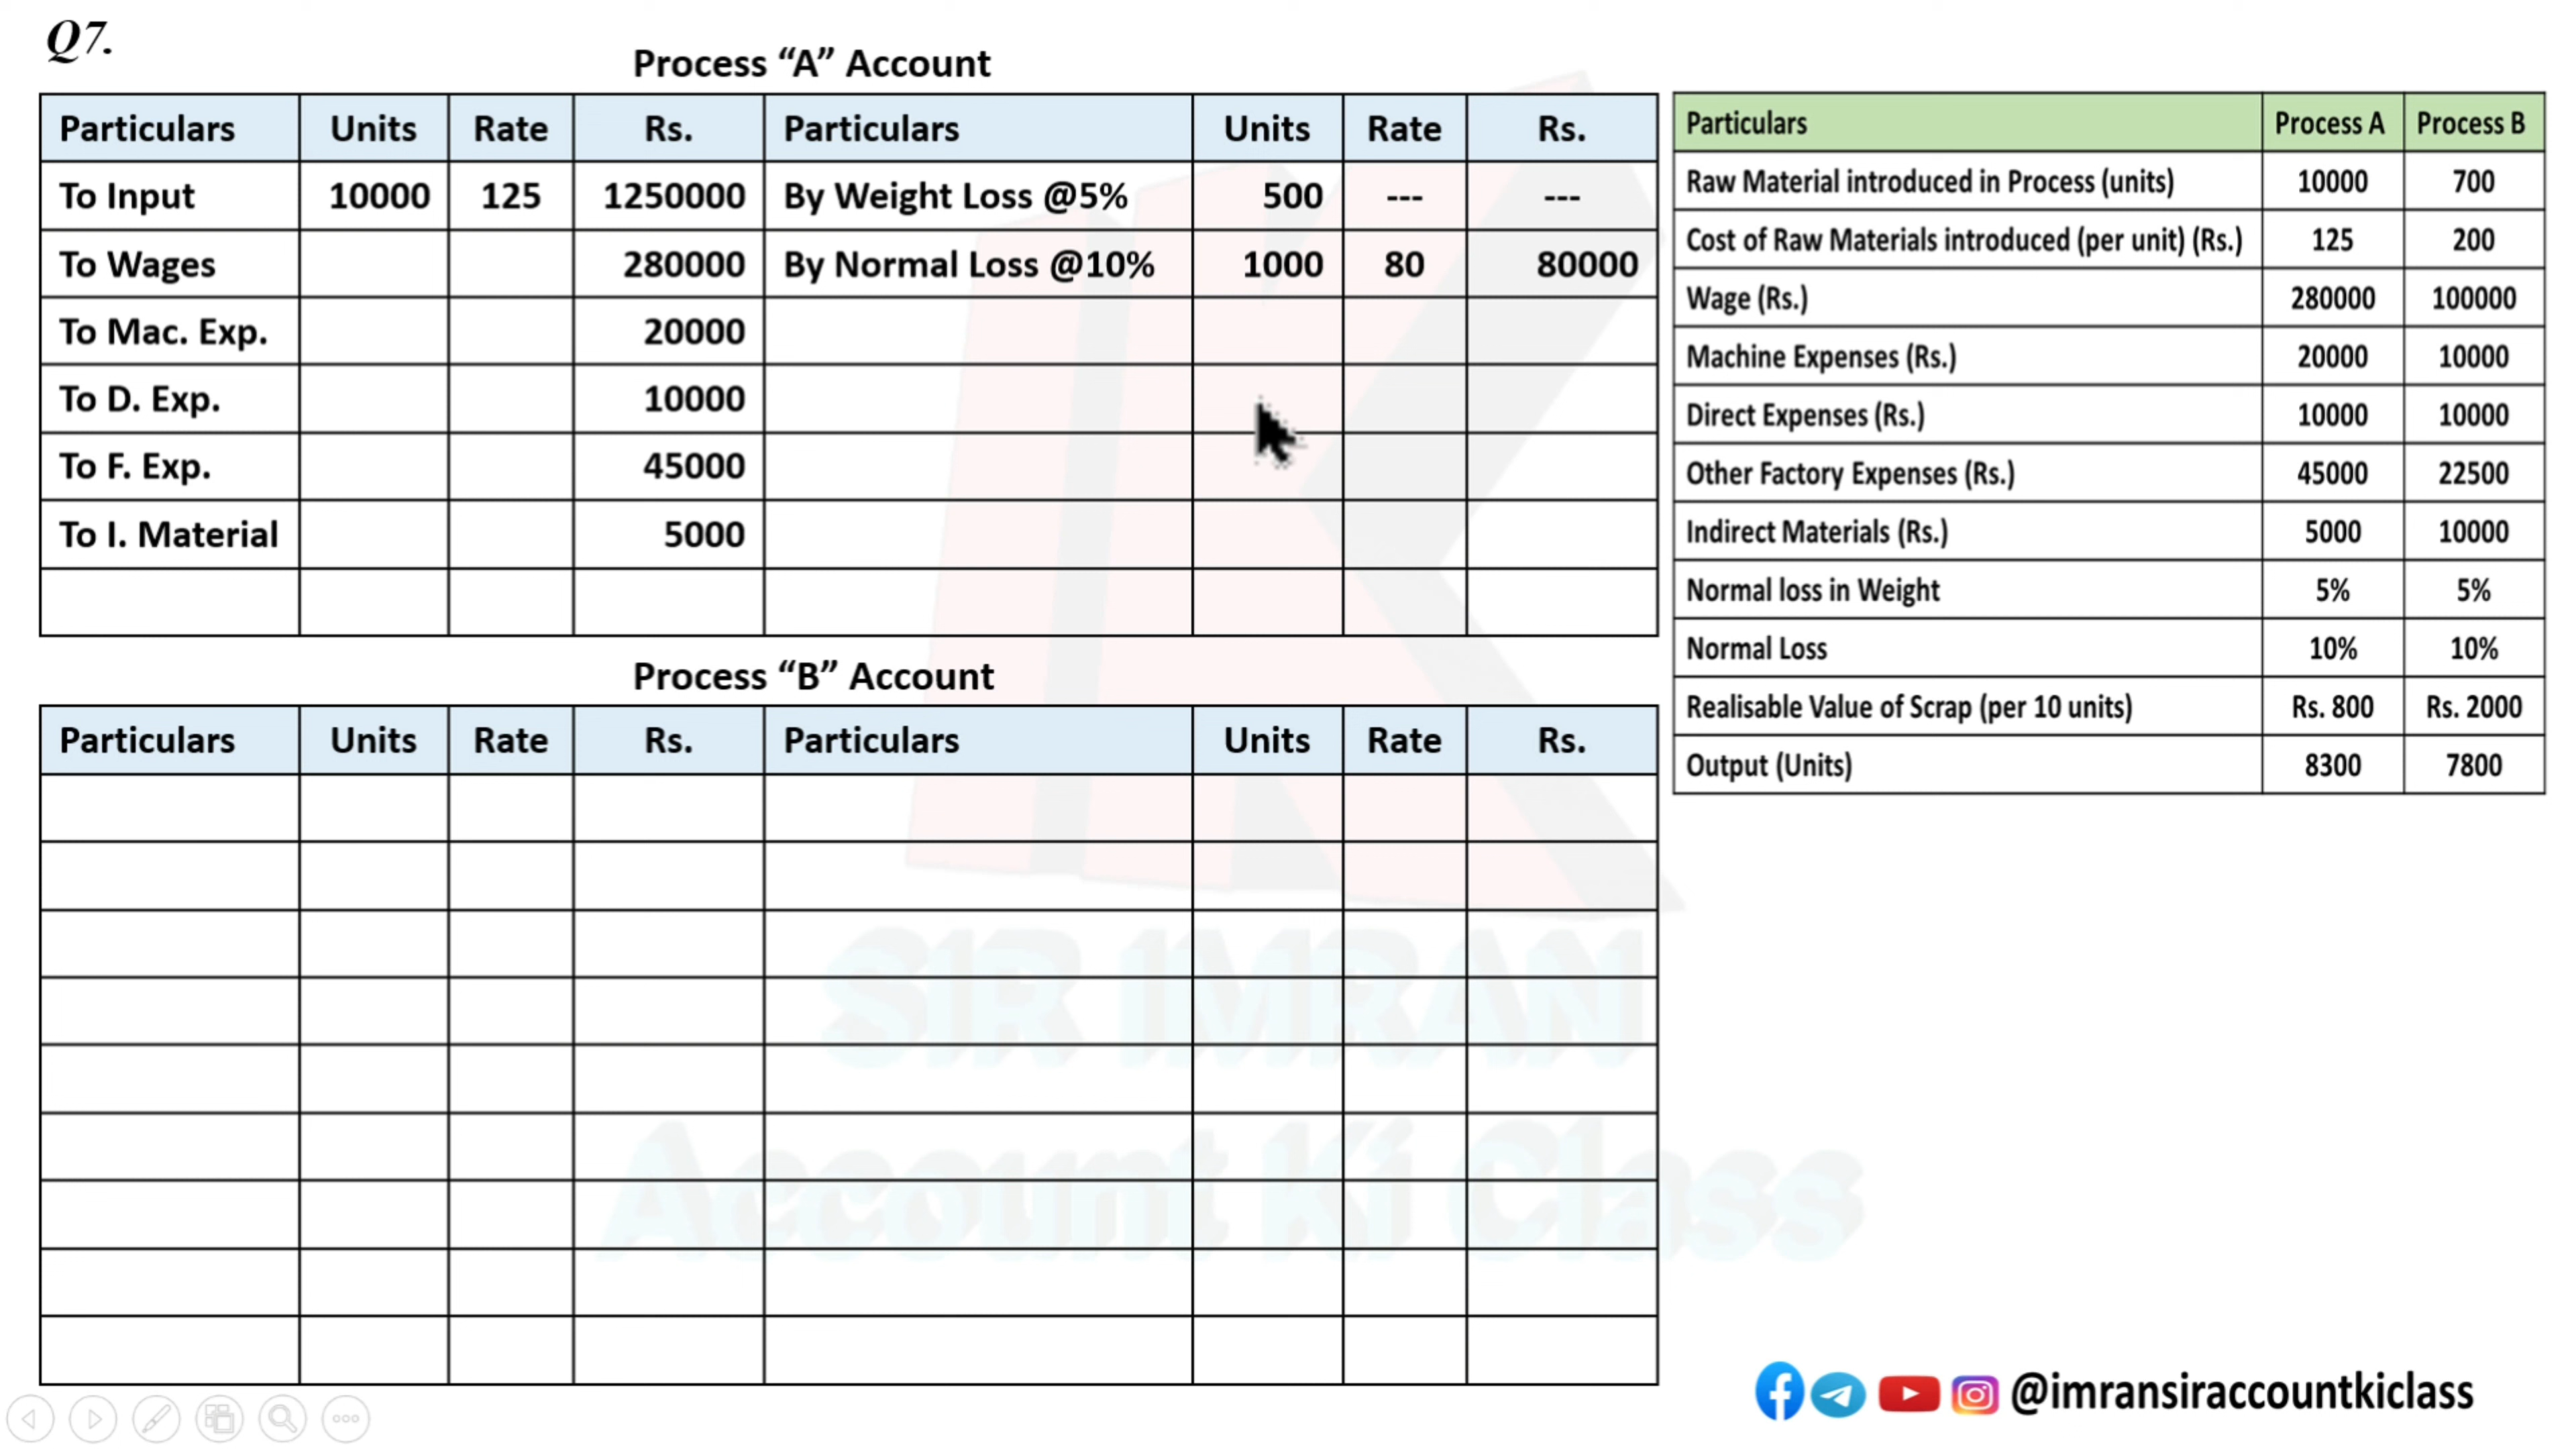 Q7.
Process “A” Account
Particulars Units Rate Rs. Particulars Units Rate Rs.
To Input 10000 125 1250000 By Weight Loss @5% 500 --- ---
To Wages 280000 By Normal Loss @10% 1000 80 80000
To Mac. Exp. 20000
To D. Exp. 10000
To F. Exp. 45000
To I. Material 5000
Process “B” Account
Particulars Units Rate Rs. Particulars Units Rate Rs.
Particulars Process A Process B
Raw Material introduced in Process (units) 10000 700
Cost of Raw Materials introduced (per unit) (Rs.) 125 200
Wage (Rs.) 280000 100000
Machine Expenses (Rs.) 20000 10000
Direct Expenses (Rs.) 10000 10000
Other Factory Expenses (Rs.) 45000 22500
Indirect Materials (Rs.) 5000 10000
Normal loss in Weight 5% 5%
Normal Loss 10% 10%
Realisable Value of Scrap (per 10 units) Rs. 800 Rs. 2000
Output (Units) 8300 7800
SIR IMRAN
Account Ki Class
@imransiraccountkiclass